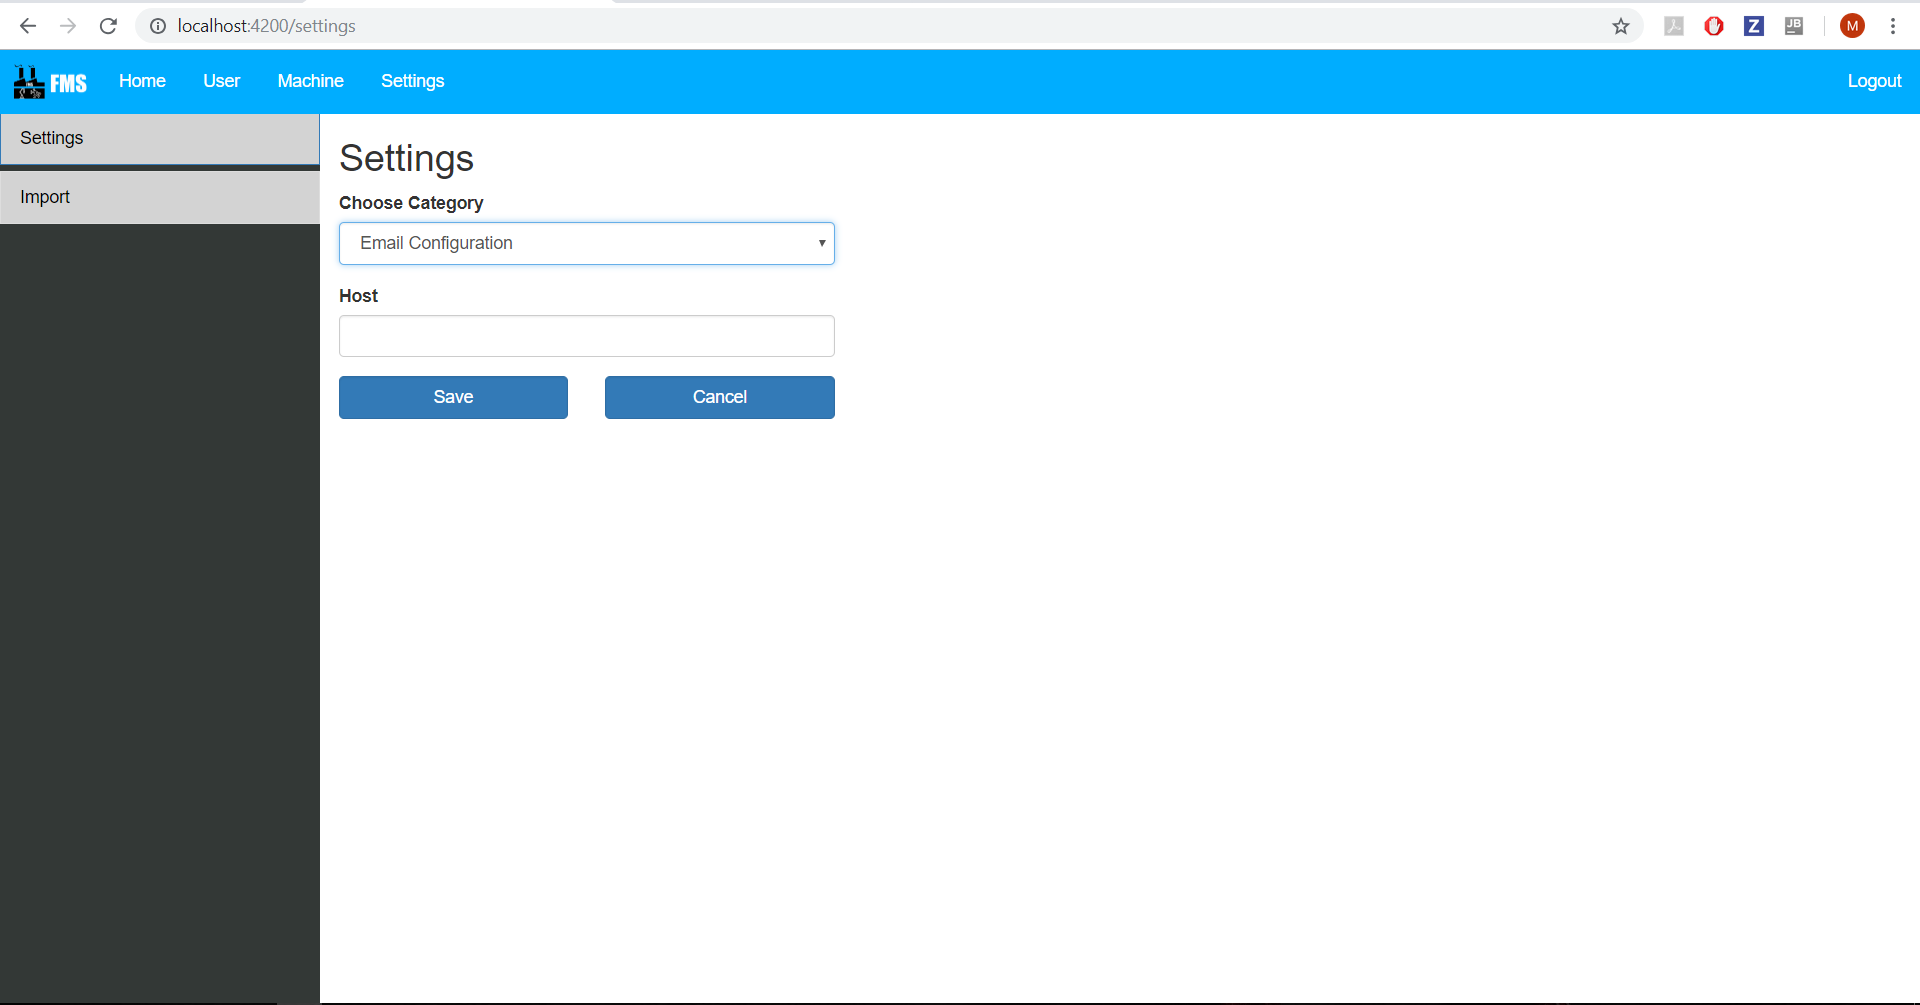 localhost:4200/settings
JB
Z
M
FMS Home User Machine Settings Logout
Settings
Import
Settings
Choose Category
Email Configuration
Host
Save Cancel